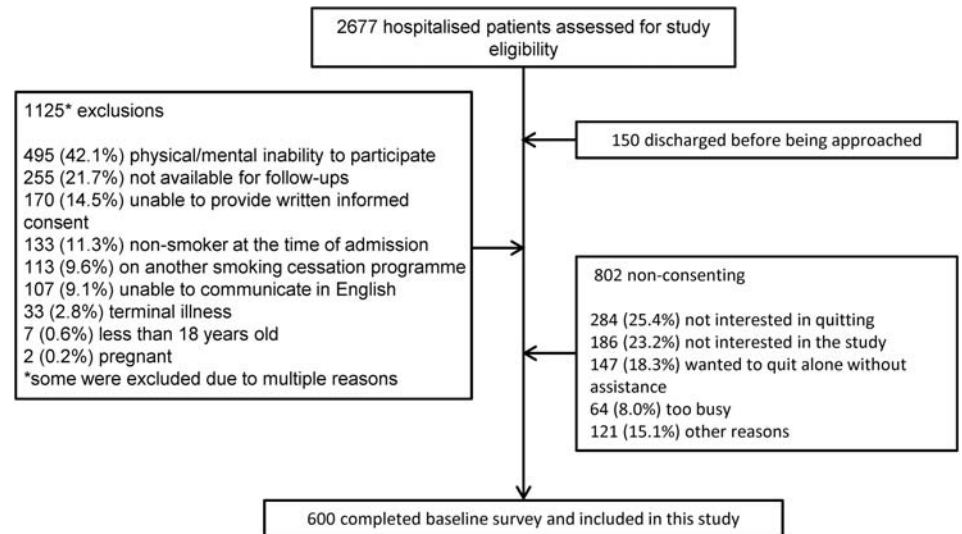 2677 hospitalised patients assessed for study
eligibility
1125* exclusions
495 (42.1%) physical/mental inability to participate
255 (21.7%) not available for follow-ups
170 (14.5%) unable to provide written informed
consent
133 (11.3%) non-smoker at the time of admission
113 (9.6%) on another smoking cessation programme
107 (9.1%) unable to communicate in English
33 (2.8%) terminal illness
7 (0.6%) less than 18 years old
2 (0.2%) pregnant
*some were excluded due to multiple reasons
150 discharged before being approached
802 non-consenting
284 (25.4%) not interested in quitting
186 (23.2%) not interested in the study
147 (18.3%) wanted to quit alone without
assistance
64 (8.0%) too busy
121 (15.1%) other reasons
600 completed baseline survey and included in this study